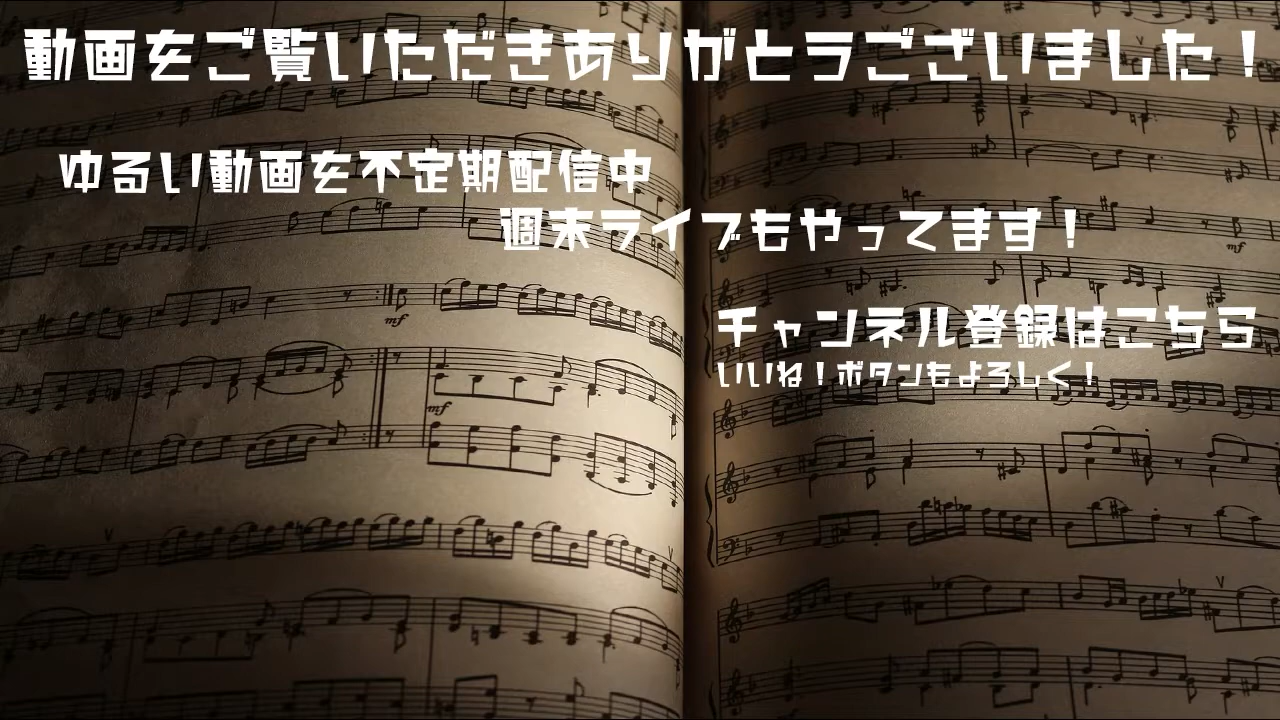 動画をご覧いただきありがとうございました！
ゆるい動画を不定期配信中
週末ライブもやってます！
チャンネル登録はこちら
いいね！ボタンもよろしく！
mf
mf
mf